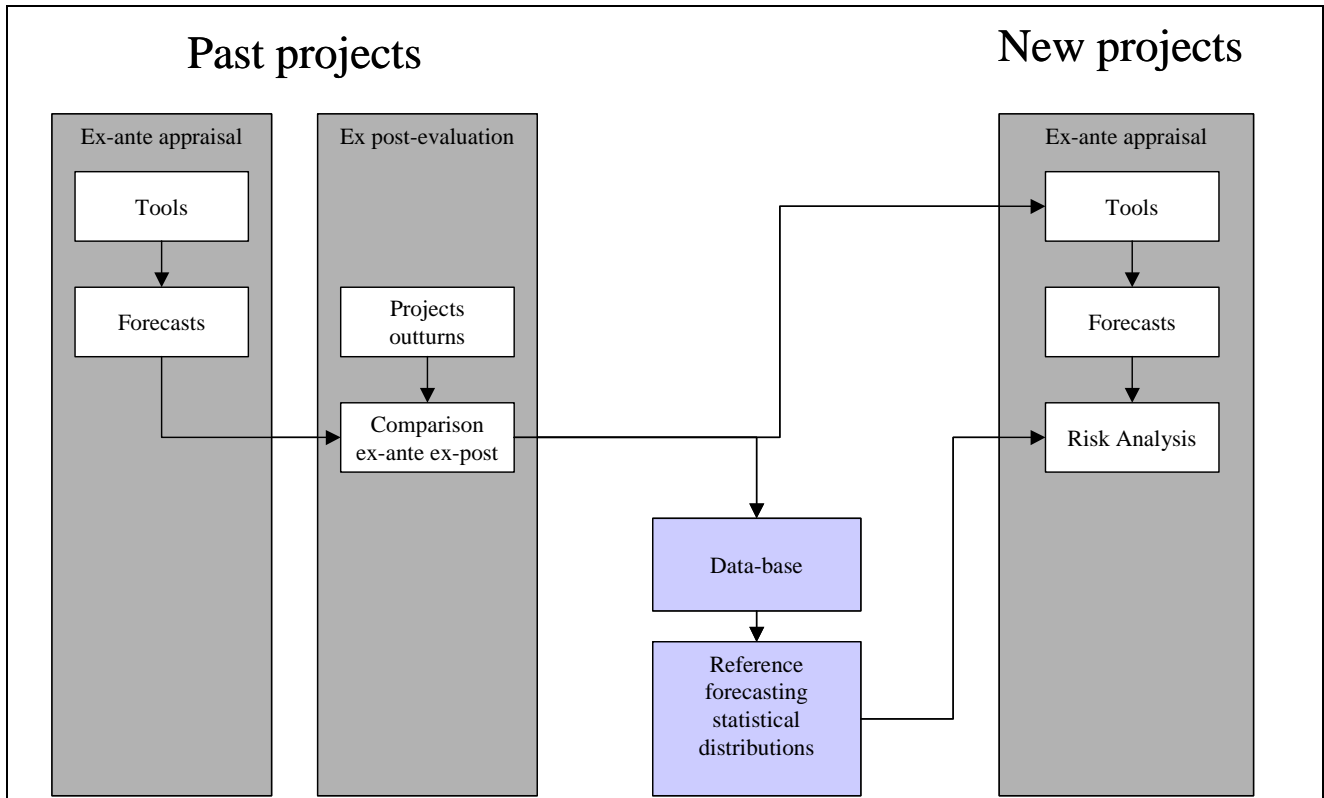 Past projects
New projects
Ex-ante appraisal
Tools
Forecasts
Ex post-evaluation
Projects
outturns
Comparison
ex-ante ex-post
Data-base
Reference
forecasting
statistical
distributions
Ex-ante appraisal
Tools
Forecasts
Risk Analysis